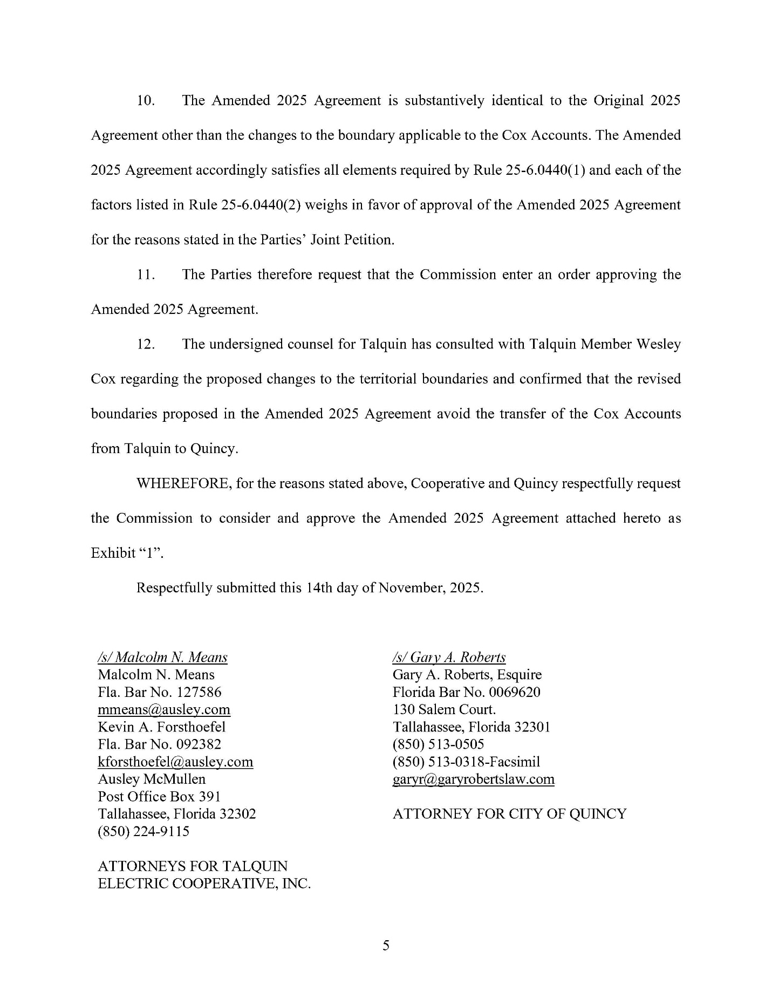 10. The Amended 2025 Agreement is substantively identical to the Original 2025
Agreement other than the changes to the boundary applicable to the Cox Accounts. The Amended
2025 Agreement accordingly satisfies all elements required by Rule 25-6.0440(1) and each of the
factors listed in Rule 25-6.0440(2) weighs in favor of approval of the Amended 2025 Agreement
for the reasons stated in the Parties’ Joint Petition.
11. The Parties therefore request that the Commission enter an order approving the
Amended 2025 Agreement.
12. The undersigned counsel for Talquin has consulted with Talquin Member Wesley
Cox regarding the proposed changes to the territorial boundaries and confirmed that the revised
boundaries proposed in the Amended 2025 Agreement avoid the transfer of the Cox Accounts
from Talquin to Quincy.
WHEREFORE, for the reasons stated above, Cooperative and Quincy respectfully request
the Commission to consider and approve the Amended 2025 Agreement attached hereto as
Exhibit “1”.
Respectfully submitted this 14th day of November, 2025.
/s/ Malcolm N. Means
Malcolm N. Means
Fla. Bar No. 127586
mmeans@ausley.com
Kevin A. Forsthoefel
Fla. Bar No. 092382
kforsthoefel@ausley.com
Ausley McMullen
Post Office Box 391
Tallahassee, Florida 32302
(850) 224-9115
ATTORNEYS FOR TALQUIN
ELECTRIC COOPERATIVE, INC.
/s/ Gary A. Roberts
Gary A. Roberts, Esquire
Florida Bar No. 0069620
130 Salem Court.
Tallahassee, Florida 32301
(850) 513-0505
(850) 513-0318-Facsimil
garyr@garyrobertslaw.com
ATTORNEY FOR CITY OF QUINCY
5